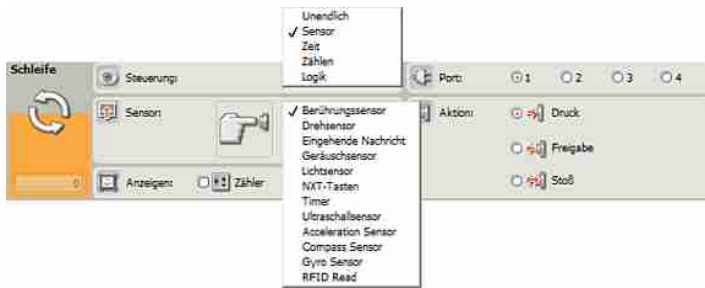 Unendlich
Sensor
Zeit
Zählen
Logik
Schleife
Steuerung:
Port:
1
2
3
4
Sensor:
Berührungssensor
Drehsensor
Eingehende Nachricht
Geräuschsensor
Lichtsensor
NXT-Tasten
Timer
Ultraschallsensor
Acceleration Sensor
Compass Sensor
Gyro Sensor
RFID Read
Aktion:
Druck
Freigabe
Stoß
0
Anzeigen:
Zähler